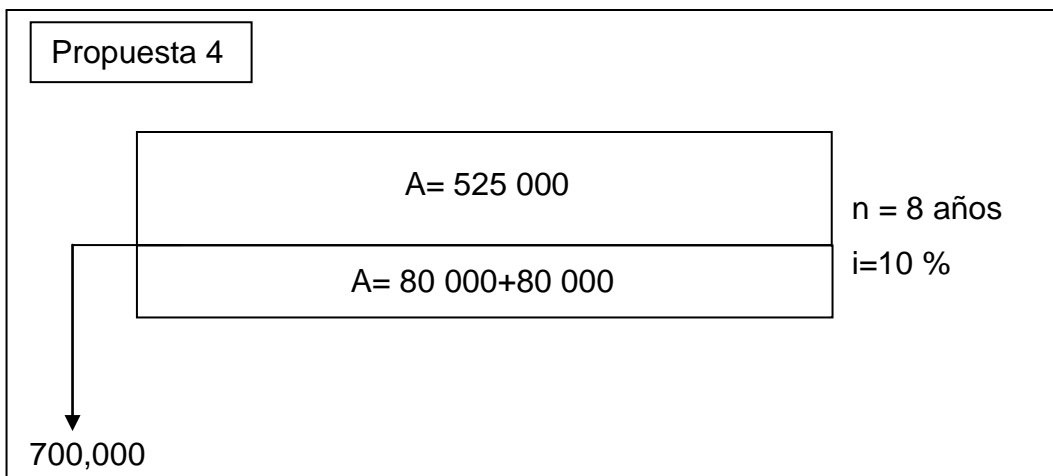 Propuesta 4
A= 525 000
n = 8 años
i=10 %
A= 80 000+80 000
700,000